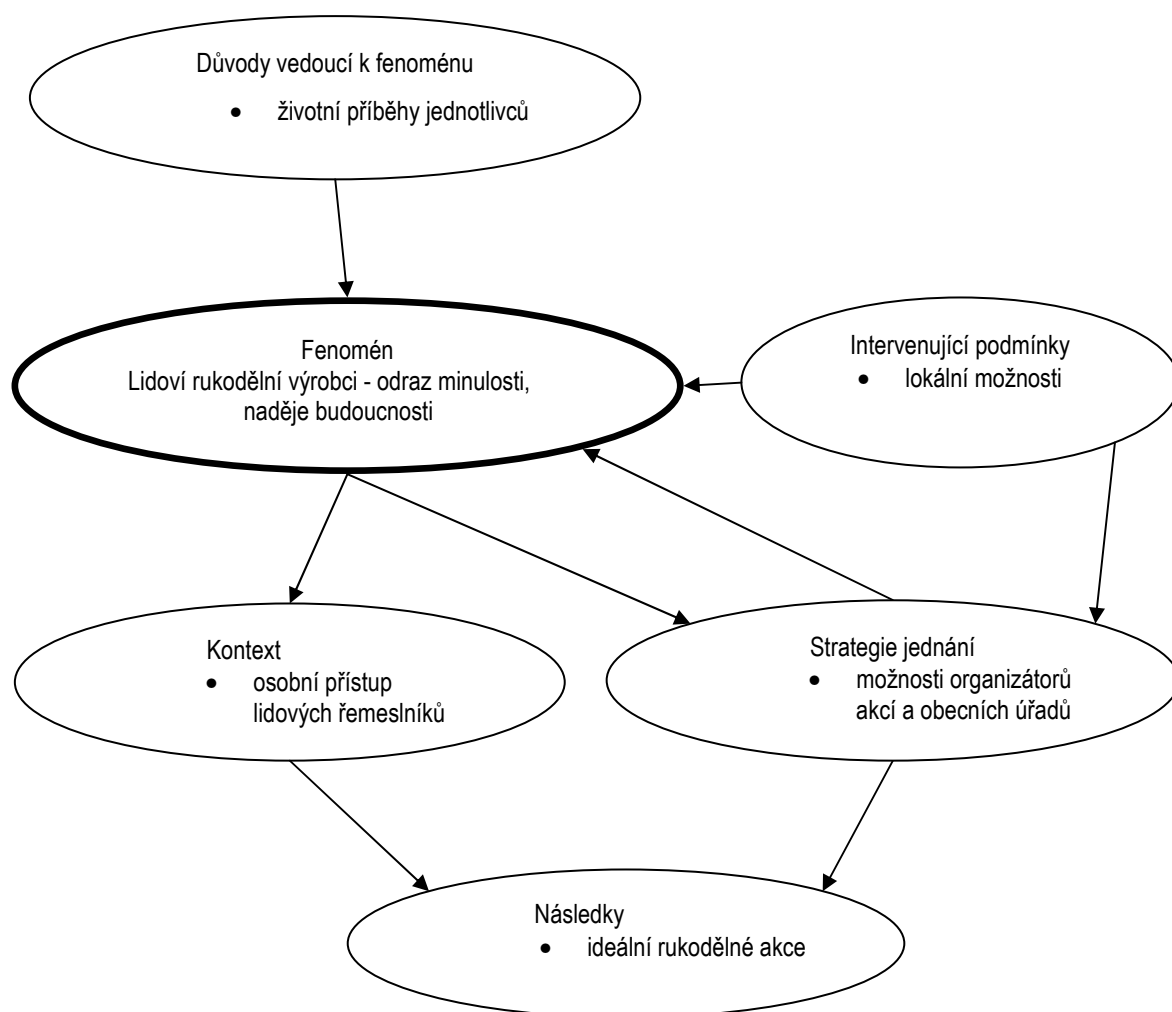 Důvody vedoucí k fenoménu
• životní příběhy jednotlivců
Fenomén
Lidoví rukodělní výrobci - odraz minulosti,
naděje budoucnosti
Intervenující podmínky
• lokální možnosti
Kontext
• osobní přístup
lidových řemeslníků
Strategie jednání
• možnosti organizátorů
akcí a obecních úřadů
Následky
• ideální rukodělné akce